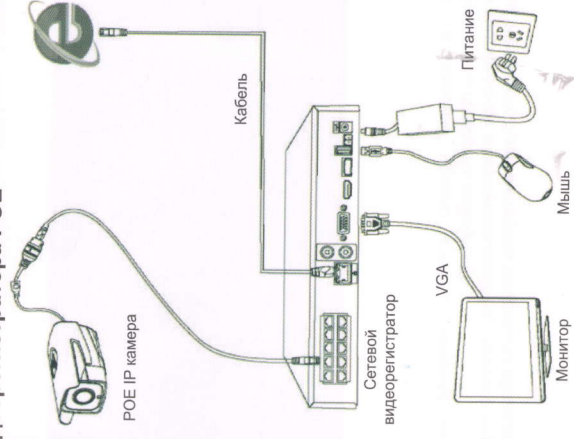 POE IP камера
Кабель
Питание
Сетевой
видеорегистратор
VGA
Мышь
Монитор